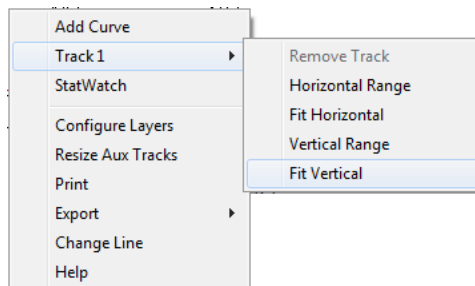 Add Curve
Track 1
StatWatch
Configure Layers
Resize Aux Tracks
Print
Export
Change Line
Help
Remove Track
Horizontal Range
Fit Horizontal
Vertical Range
Fit Vertical